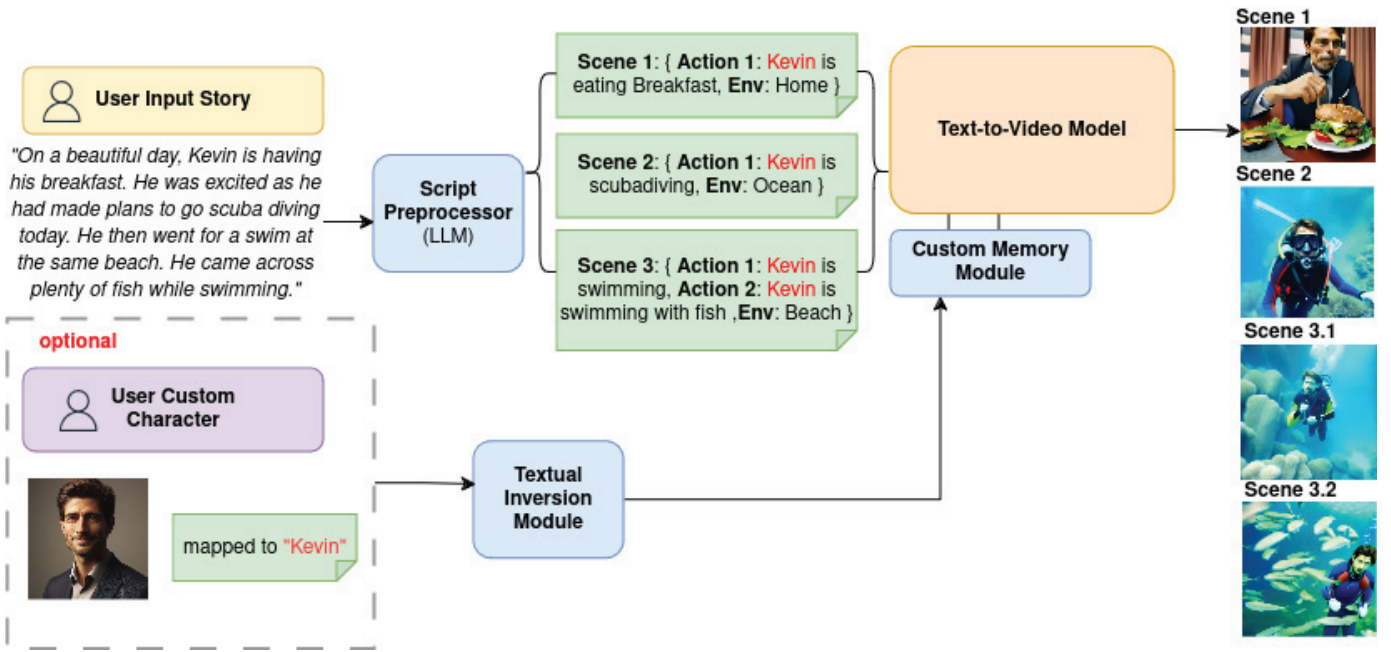 User Input Story
"On a beautiful day, Kevin is having
his breakfast. He was excited as he
had made plans to go scuba diving
today. He then went for a swim at
the same beach. He came across
plenty of fish while swimming."
optional
User Custom
Character
mapped to "Kevin"
Script
Preprocessor
(LLM)
Textual
Inversion
Module
Scene 1: { Action 1: Kevin is
eating Breakfast, Env: Home }
Scene 2: { Action 1: Kevin is
scubadiving, Env: Ocean }
Scene 3: { Action 1: Kevin is
swimming, Action 2: Kevin is
swimming with fish ,Env: Beach }
Text-to-Video Model
Custom Memory
Module
Scene 1
Scene 2
Scene 3.1
Scene 3.2